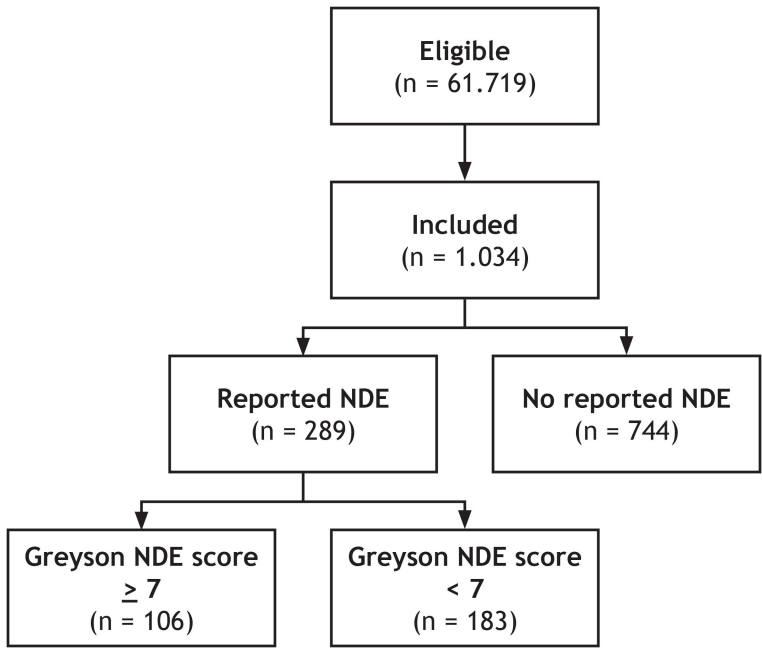 Eligible
(n = 61.719)
Included
(n = 1.034)
Reported NDE
(n = 289)
No reported NDE
(n = 744)
Greyson NDE score
≥ 7
(n = 106)
Greyson NDE score
< 7
(n = 183)